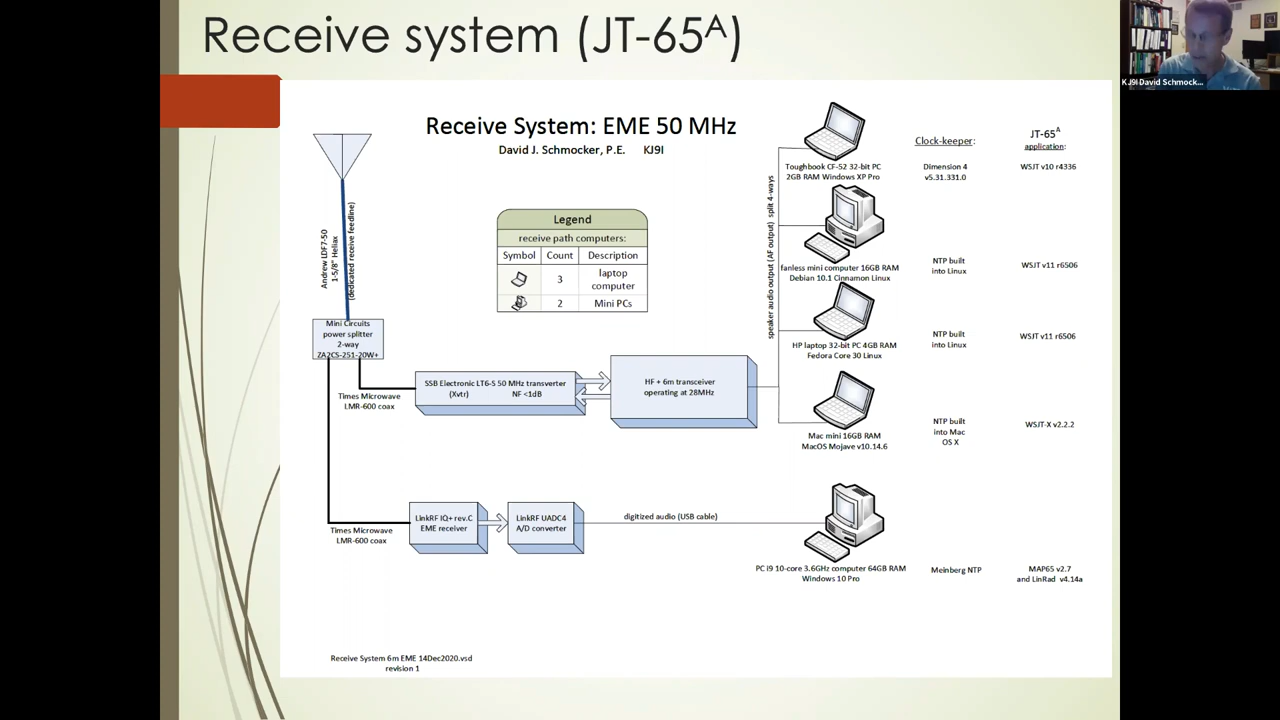 Receive system (JT-65ᴬ)
KJ9I David Schmock...
Receive System: EME 50 MHz
David J. Schmocker, P.E. KJ9I
Andrew LDF7-50
1-5/8" Heliax
(dedicated receive feedline)
Mini Circuits
power splitter
2-way
ZA2CS-251-20W+
Times Microwave
LMR-600 coax
Legend
receive path computers:
Symbol Count Description
3 laptop
computer
2 Mini PCs
SSB Electronic LT6-S 50 MHz transverter
(Xvtr) NF <1dB
HF + 6m transceiver
operating at 28MHz
speaker audio output (AF output) split 4-ways
Clock-keeper:
JT-65ᴬ
application:
Toughbook CF-52 32-bit PC
2GB RAM Windows XP Pro
Dimension 4
v5.31.331.0
WSJT v10 r4336
fanless mini computer 16GB RAM
Debian 10.1 Cinnamon Linux
NTP built
into Linux
WSJT v11 r6506
HP laptop 32-bit PC 4GB RAM
Fedora Core 30 Linux
NTP built
into Linux
WSJT v11 r6506
Mac mini 16GB RAM
MacOS Mojave v10.14.6
NTP built
into Mac
OS X
WSJT-X v2.2.2
Times Microwave
LMR-600 coax
LinkRF IQ+ rev.C
EME receiver
LinkRF UADC4
A/D converter
digitized audio (USB cable)
PC i9 10-core 3.6GHz computer 64GB RAM
Windows 10 Pro
Meinberg NTP
MAP65 v2.7
and LinRad v4.14a
Receive System 6m EME 14Dec2020.vsd
revision 1